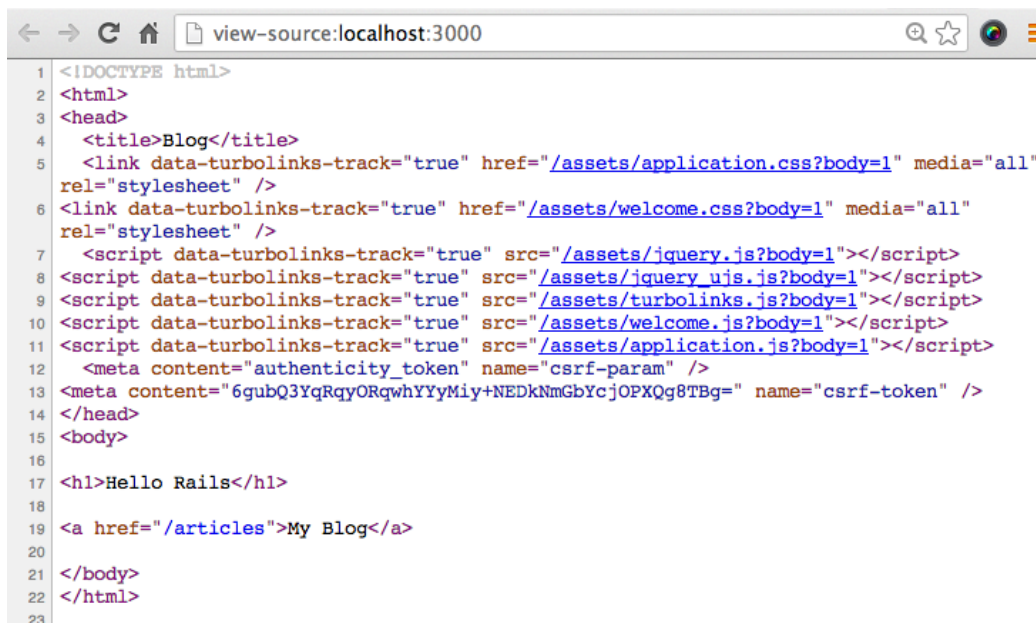 view-source:localhost:3000
1 <!DOCTYPE html>
2 <html>
3 <head>
4   <title>Blog</title>
5   <link data-turbolinks-track="true" href="/assets/application.css?body=1" media="all"
rel="stylesheet" />
6 <link data-turbolinks-track="true" href="/assets/welcome.css?body=1" media="all"
rel="stylesheet" />
7   <script data-turbolinks-track="true" src="/assets/jquery.js?body=1"></script>
8 <script data-turbolinks-track="true" src="/assets/jquery_ujs.js?body=1"></script>
9 <script data-turbolinks-track="true" src="/assets/turbolinks.js?body=1"></script>
10 <script data-turbolinks-track="true" src="/assets/welcome.js?body=1"></script>
11 <script data-turbolinks-track="true" src="/assets/application.js?body=1"></script>
12   <meta content="authenticity_token" name="csrf-param" />
13 <meta content="6gubQ3YqRqyORqwhYYyMiy+NEDkNmGbYcjOPXQg8TBg=" name="csrf-token" />
14 </head>
15 <body>
16
17 <h1>Hello Rails</h1>
18
19 <a href="/articles">My Blog</a>
20
21 </body>
22 </html>
23